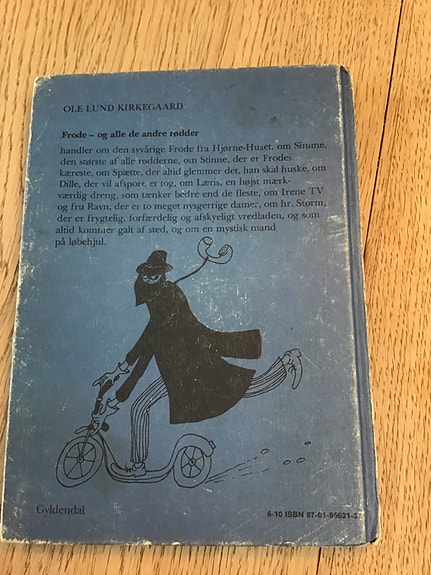 OLE LUND KIRKEGAARD
Frode – og alle de andre rødder
handler om den syvårige Frode fra Hjørne-Huset, om Simme,
den største af alle rødderne, om Stinne, der er Frodes
kæreste, om Spætte, der altid glemmer det, han skal huske, om
Dille, der vil afspore et tog, om Læris, en højst mærk-
værdig dreng, som tænker bedre end de fleste, om Irene TV
og fru Ravn, der er to meget nysgerrige damer, om hr. Storm,
der er frygtelig, forfærdelig og afskyeligt vredladen, og som
altid kommer galt af sted, og om en mystisk mand
på løbehjul.
Gyldendal
6-10 ISBN 87-01-95621-3